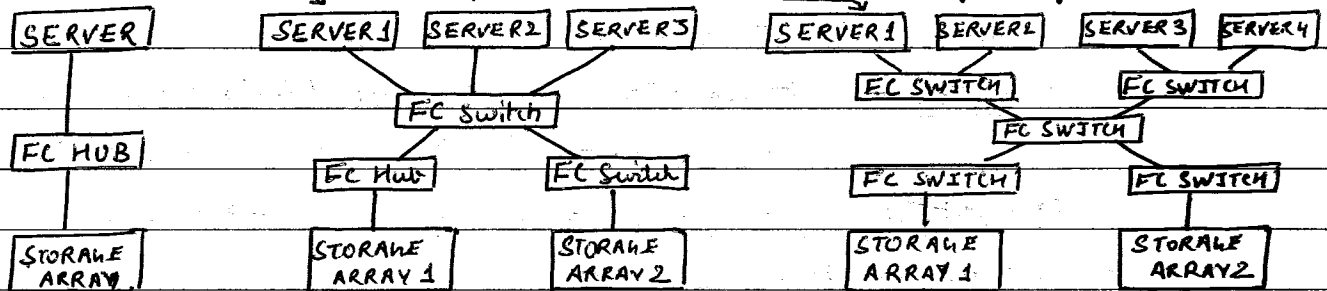 SERVER SERVER1 SERVER2 SERVER3 SERVER1 SERVER2 SERVER3 SERVER4
FC SWITCH FC SWITCH
FC Switch
FC SWITCH
FC HUB
FC Hub FC Switch FC SWITCH FC SWITCH
STORAGE STORAGE STORAGE STORAGE STORAGE
ARRAY. ARRAY 1 ARRAY 2 ARRAY 1 ARRAY2